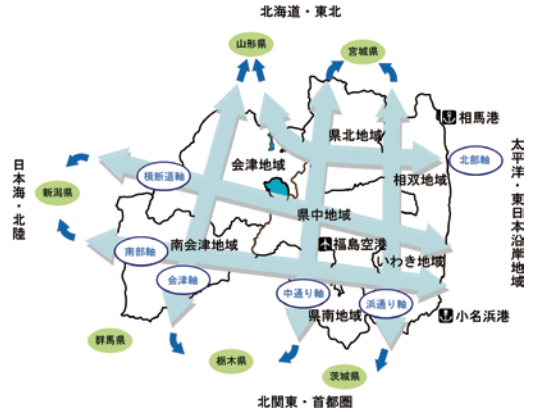 北海道・東北
山形県
宮城県
相馬港
県北地域
会津地域
北部軸
横断道軸
相双地域
新潟県
日本海・北陸
太平洋・東日本沿岸地域
県中地域
南部軸
南会津地域
福島空港
いわき地域
会津軸
中通り軸
浜通り軸
県南地域
小名浜港
群馬県
栃木県
茨城県
北関東・首都圏